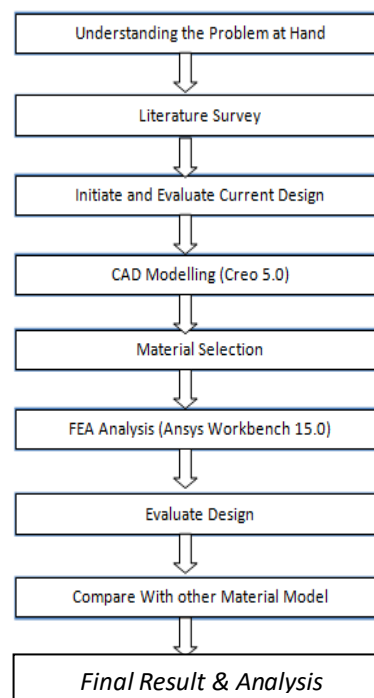 Understanding the Problem at Hand
Literature Survey
Initiate and Evaluate Current Design
CAD Modelling (Creo 5.0)
Material Selection
FEA Analysis (Ansys Workbench 15.0)
Evaluate Design
Compare With other Material Model
Final Result & Analysis